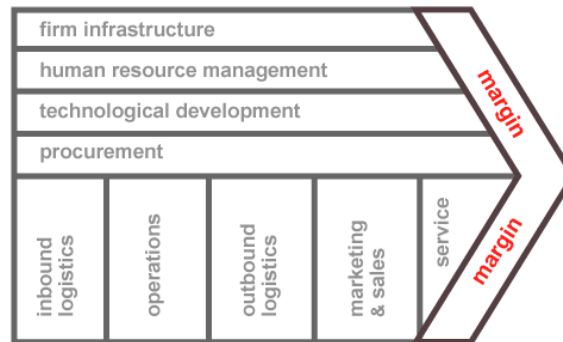 firm infrastructure
human resource management
technological development
procurement
inbound
logistics
operations
outbound
logistics
marketing
& sales
service
margin
margin